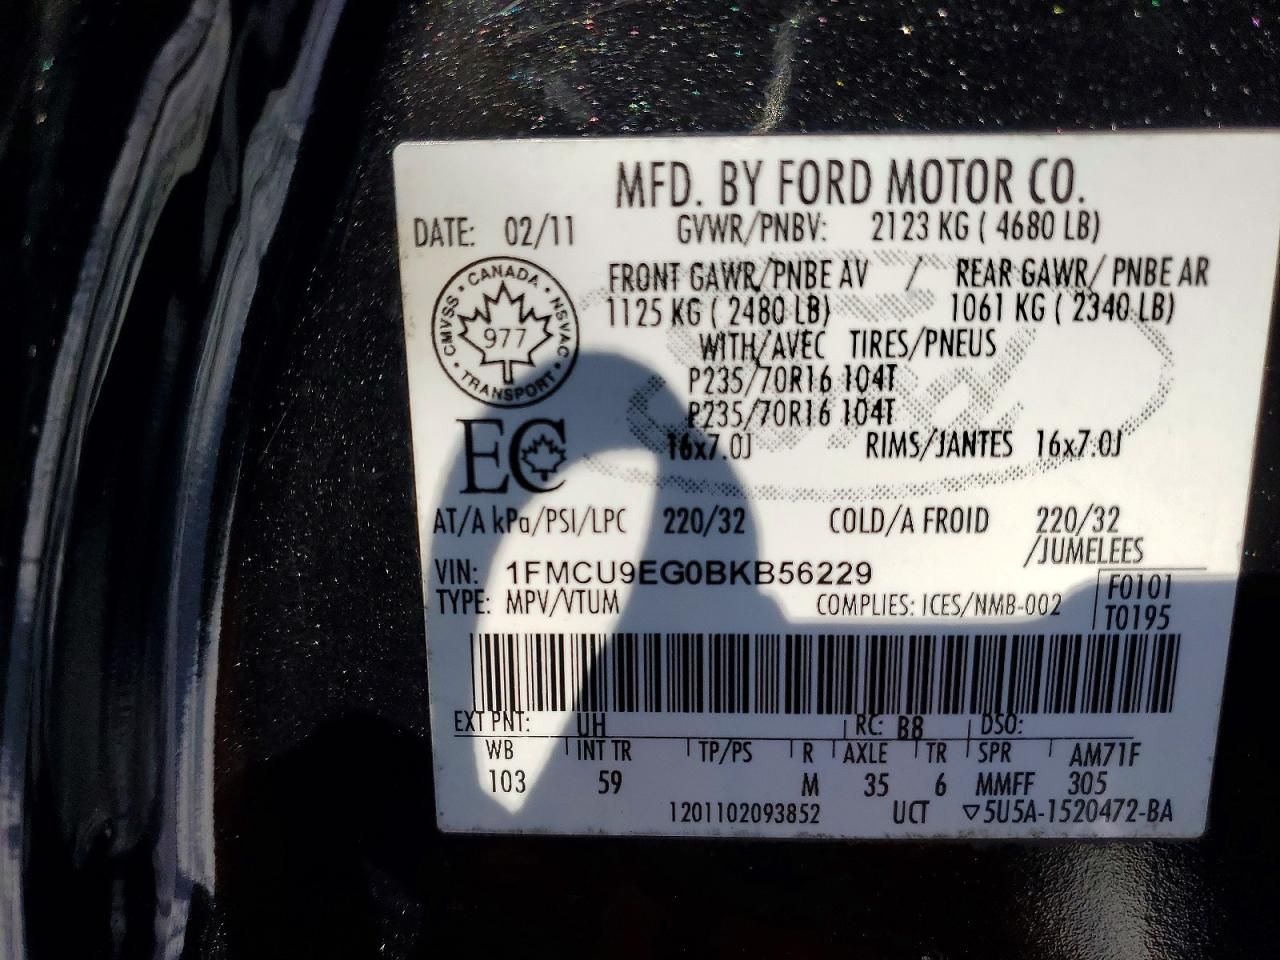 MFD. BY FORD MOTOR CO.
DATE: 02/11 GVWR/PNBV: 2123 KG ( 4680 LB)
CANADA
CMVSS NSVAC
977
TRANSPORT
FRONT GAWR/PNBE AV / REAR GAWR/ PNBE AR
1125 KG ( 2480 LB) 1061 KG ( 2340 LB)
WITH/AVEC TIRES/PNEUS
P235/70R16 104T
P235/70R16 104T
16x7.0J RIMS/JANTES 16x7.0J
EC
AT/A kPa/PSI/LPC 220/32 COLD/A FROID 220/32
/JUMELEES
VIN: 1FMCU9EG0BKB56229
TYPE: MPV/VTUM COMPLIES: ICES/NMB-002
F0101
T0195
EXT PNT: UH RC: B8 DSO:
WB INT TR TP/PS R AXLE TR SPR AM71F
103 59 M 35 6 MMFF 305
1201102093852 UCT ▽5U5A-1520472-BA